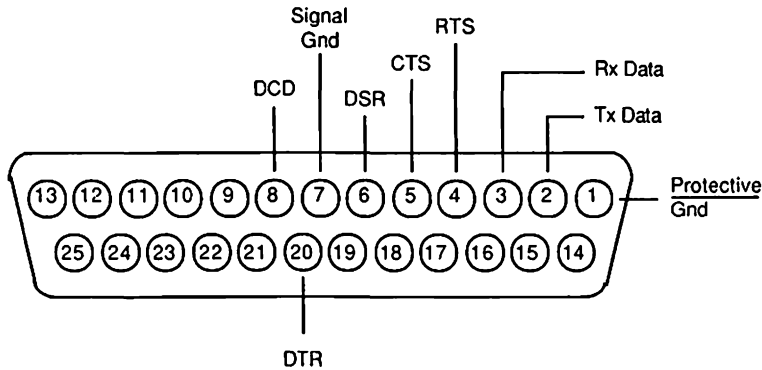 Signal
Gnd
RTS
CTS
Rx Data
DCD
DSR
Tx Data
13 12 11 10 9 8 7 6 5 4 3 2 1
Protective
Gnd
25 24 23 22 21 20 19 18 17 16 15 14
DTR